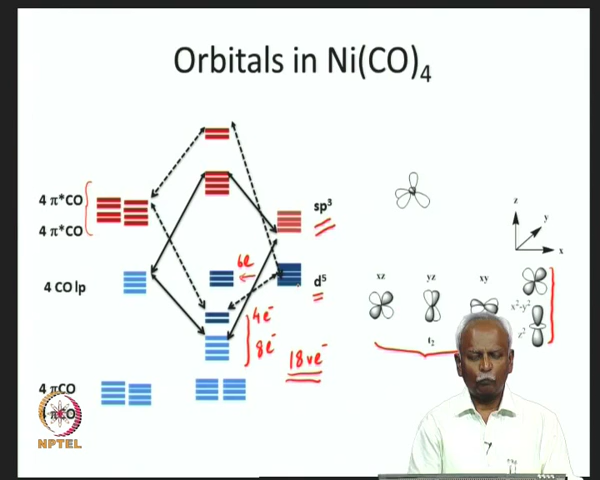 Orbitals in Ni(CO)4
4 π*CO
4 π*CO
4 CO lp
4 πCO
πCO
sp3
d5
6e
4e-
8e-
18ve-
z
y
x
xz
yz
xy
x2-y2
z2
t2
NPTEL